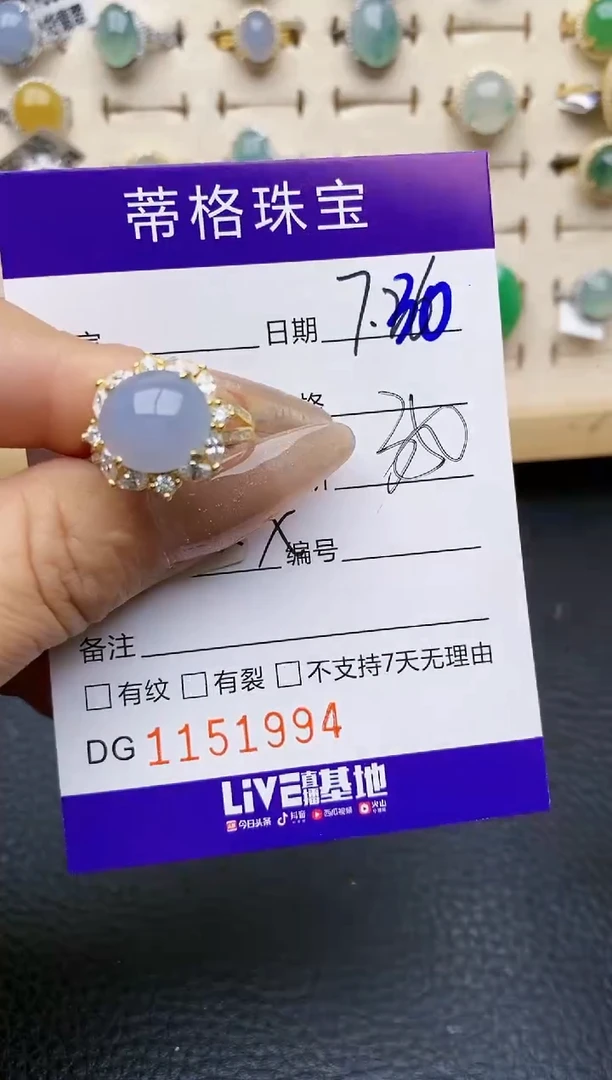 蒂格珠宝
日期 7.30
编号
备注
有纹 有裂 不支持7天无理由
DG 1151994
LiVE直播基地
今日头条 抖音 西瓜视频 火山